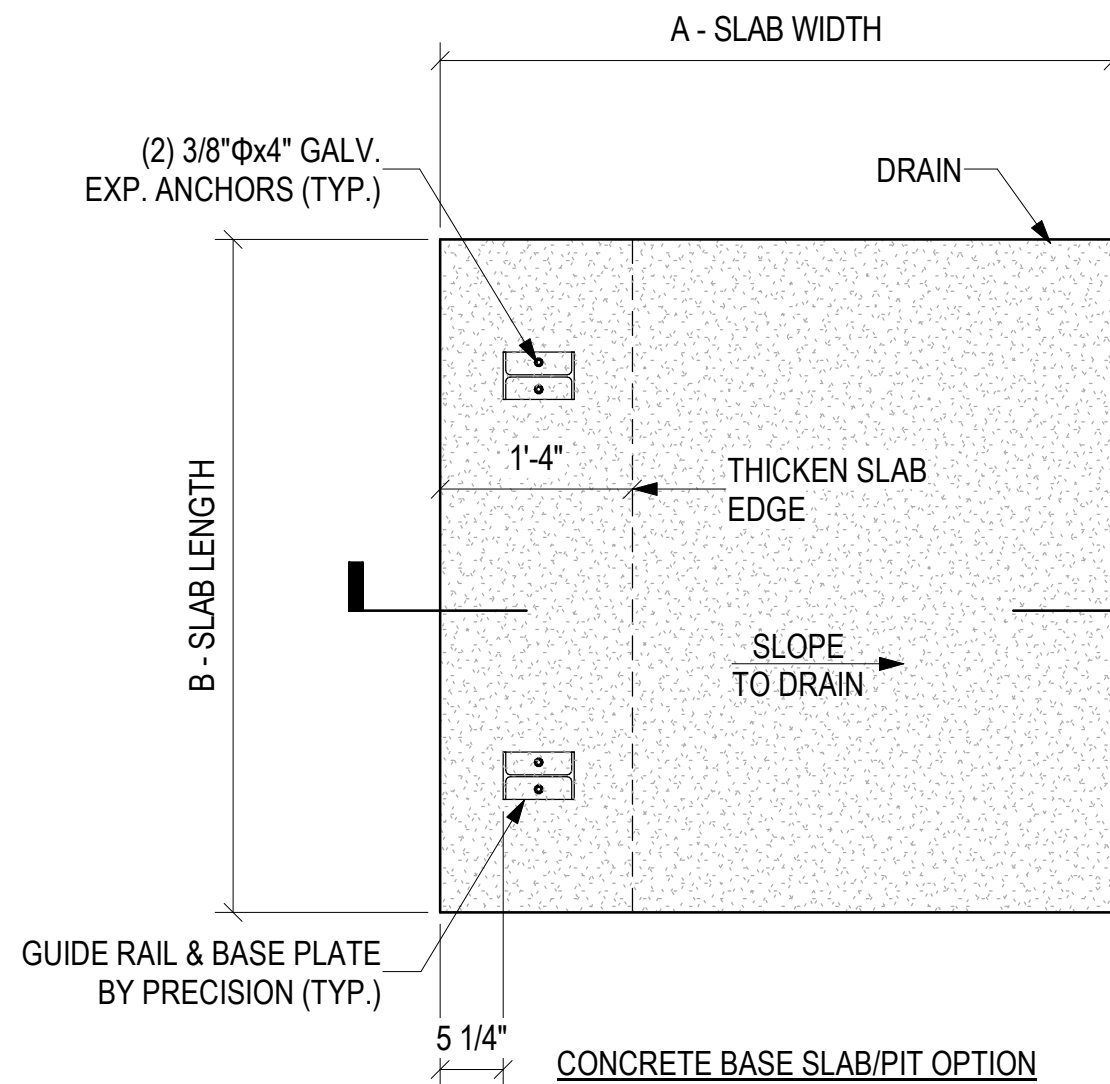 A - SLAB WIDTH
(2) 3/8"Φx4" GALV.
EXP. ANCHORS (TYP.)
DRAIN
B - SLAB LENGTH
1'-4"
THICKEN SLAB
EDGE
SLOPE
TO DRAIN
GUIDE RAIL & BASE PLATE
BY PRECISION (TYP.)
5 1/4"
CONCRETE BASE SLAB/PIT OPTION